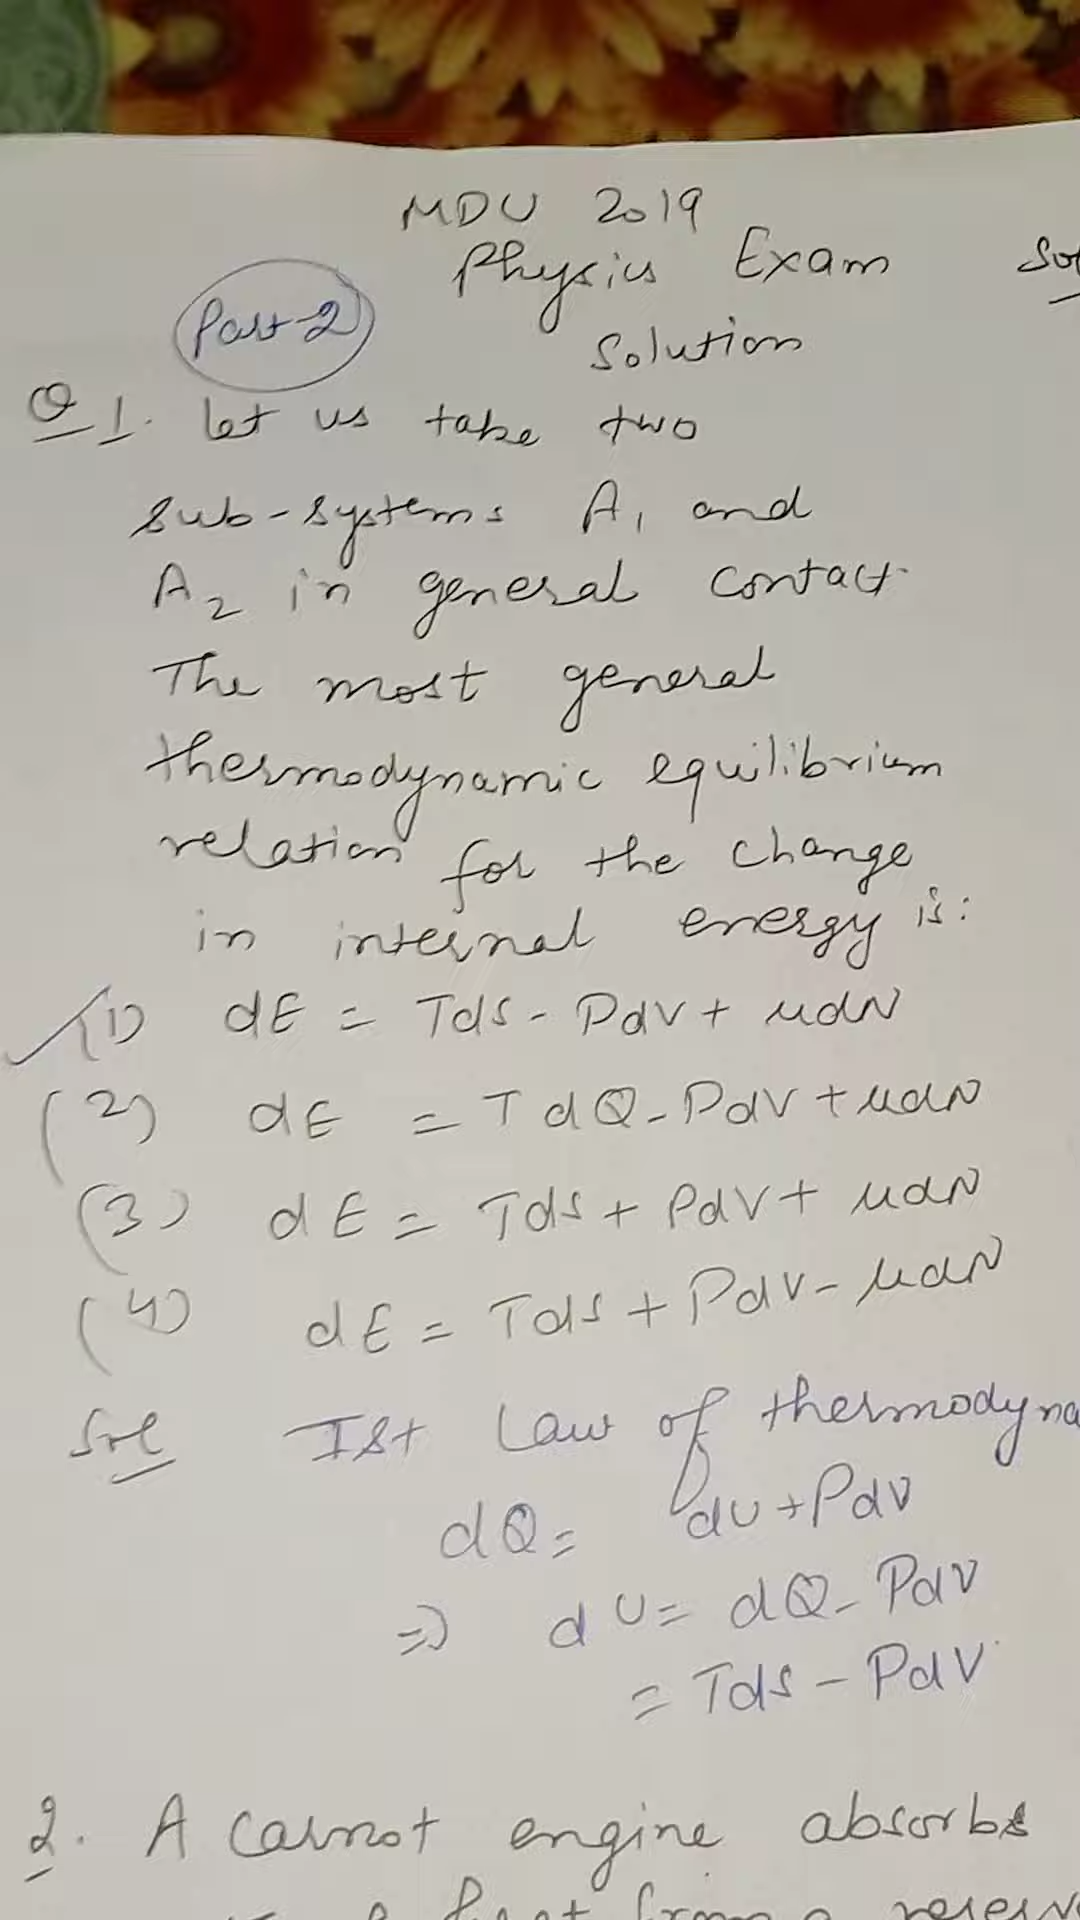 MDU 2019
Physics Exam
Solution
Part-2
Q1. Let us take two
sub-systems A₁ and
A₂ in general contact.
The most general
thermodynamic equilibrium
relation for the change
in internal energy is:
(1) dE = Tds - PdV + μdN
(2) dE = TdQ - PdV + μdN
(3) dE = Tds + PdV + μdN
(4) dE = Tds + PdV - μdN
Sol Ist Law of thermodyna
dQ = dU + PdV
=> dU = dQ - PdV
= Tds - PdV
2. A Carnot engine absorbs
heat from a